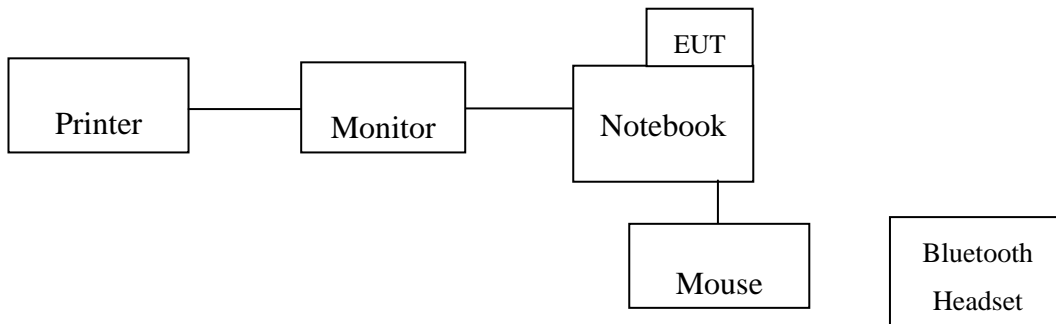 EUT
Printer
Monitor
Notebook
Mouse
Bluetooth
Headset